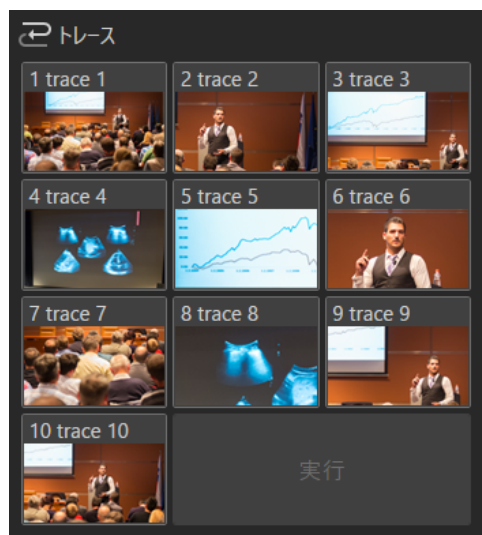 トレース
1 trace 1
2 trace 2
3 trace 3
4 trace 4
5 trace 5
6 trace 6
7 trace 7
8 trace 8
9 trace 9
10 trace 10
実行